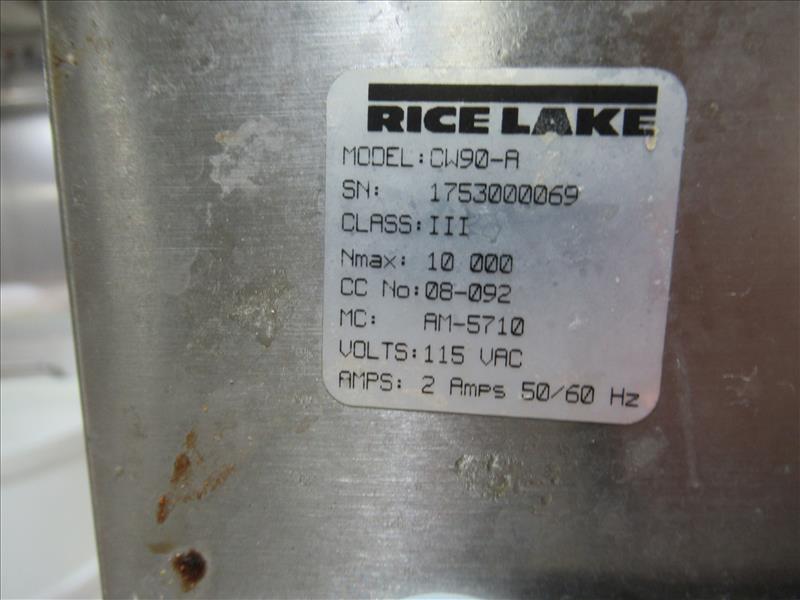 RICE LAKE
MODEL: CW90-A
SN: 1753000069
CLASS: III
Nmax: 10 000
CC No: 08-092
MC: AM-5710
VOLTS: 115 VAC
AMPS: 2 Amps 50/60 Hz